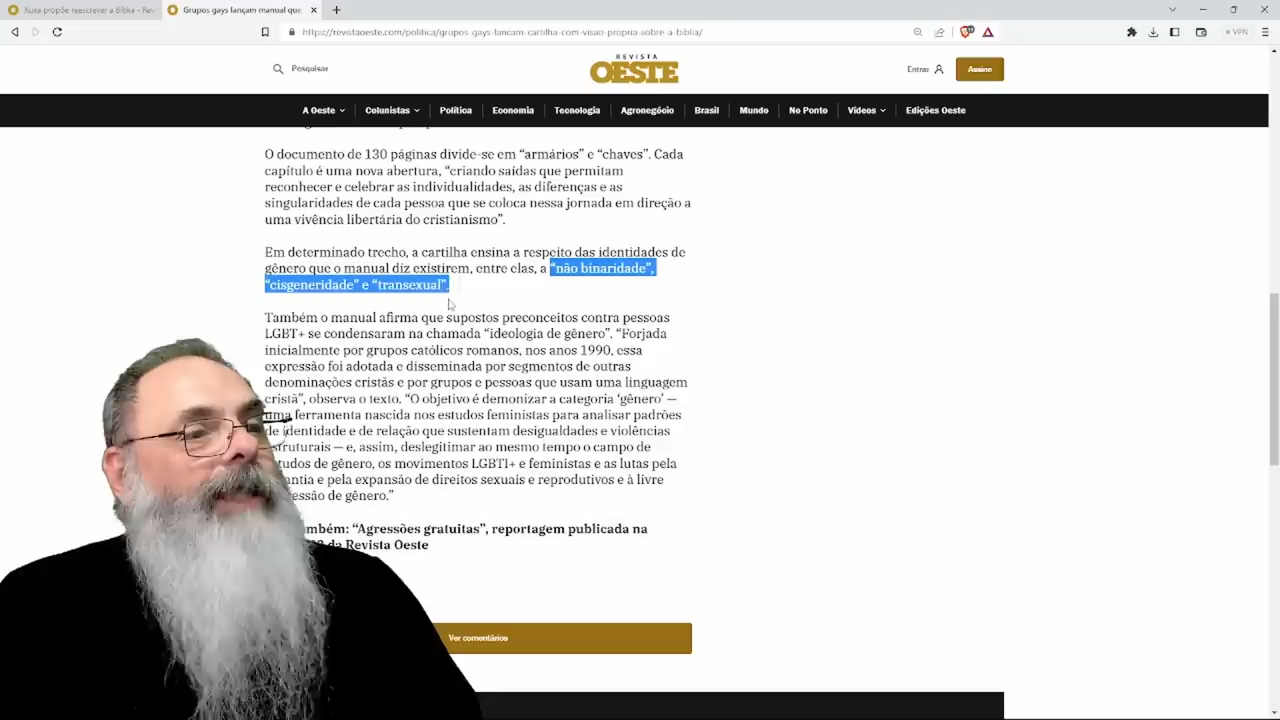 Xuxa propõe reescrever a Bíblia - Revi
Grupos gays lançam manual que
https://revistaoeste.com/politica/grupos-gays-lancam-cartilha-com-visao-propria-sobre-a-biblia/
VPN
Pesquisar
REVISTA
OESTE
Entrar
Assine
A Oeste
Colunistas
Política
Economia
Tecnologia
Agronegócio
Brasil
Mundo
No Ponto
Vídeos
Edições Oeste
O documento de 130 páginas divide-se em “armários” e “chaves”. Cada
capítulo é uma nova abertura, “criando saídas que permitam
reconhecer e celebrar as individualidades, as diferenças e as
singularidades de cada pessoa que se coloca nessa jornada em direção a
uma vivência libertária do cristianismo”.
Em determinado trecho, a cartilha ensina a respeito das identidades de
gênero que o manual diz existirem, entre elas, a “não binaridade”,
“cisgeneridade” e “transexual”.
Também o manual afirma que supostos preconceitos contra pessoas
LGBT+ se condensaram na chamada “ideologia de gênero”. “Forjada
inicialmente por grupos católicos romanos, nos anos 1990, essa
expressão foi adotada e disseminada por segmentos de outras
denominações cristãs e por grupos e pessoas que usam uma linguagem
cristã”, observa o texto. “O objetivo é demonizar a categoria ‘gênero’ —
uma ferramenta nascida nos estudos feministas para analisar padrões
de identidade e de relação que sustentam desigualdades e violências
struturais — e, assim, deslegitimar ao mesmo tempo o campo de
tudos de gênero, os movimentos LGBTI+ e feministas e as lutas pela
antia e pela expansão de direitos sexuais e reprodutivos e à livre
essão de gênero.”
mbém: “Agressões gratuitas”, reportagem publicada na
da Revista Oeste
Ver comentários